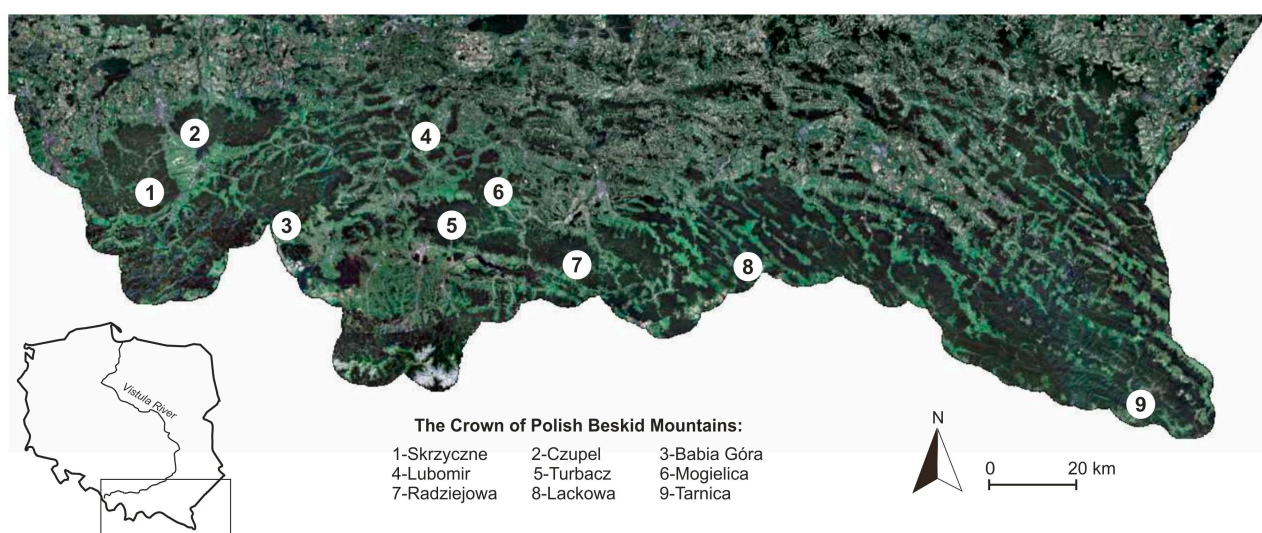 2
4
1
6
3
5
7
8
9
Vistula River
The Crown of Polish Beskid Mountains:
1-Skrzyczne 2-Czupel 3-Babia Góra
4-Lubomir 5-Turbacz 6-Mogielica
7-Radziejowa 8-Lackowa 9-Tarnica
N
0 20 km